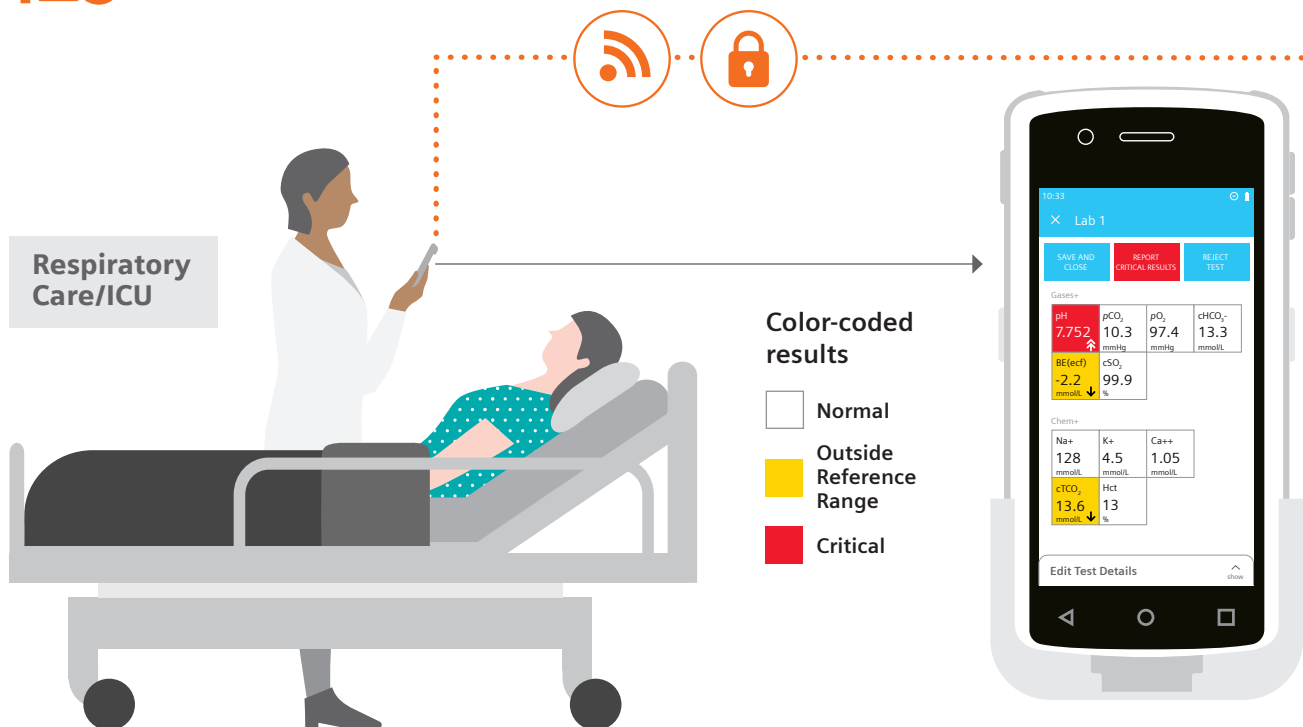 Respiratory
Care/ICU
Color-coded
results
Normal
Outside
Reference
Range
Critical
10:33
Lab 1
SAVE AND
CLOSE
REPORT
CRITICAL RESULTS
REJECT
TEST
Gases+
pH pCO₂ pO₂ cHCO₃-
7.752 10.3 97.4 13.3
mmHg mmHg mmol/L
BE(ecf) cSO₂
-2.2 99.9
mmol/L %
Chem+
Na+ K+ Ca++
128 4.5 1.05
mmol/L mmol/L mmol/L
cTCO₂ Hct
13.6 13
mmol/L %
Edit Test Details
show